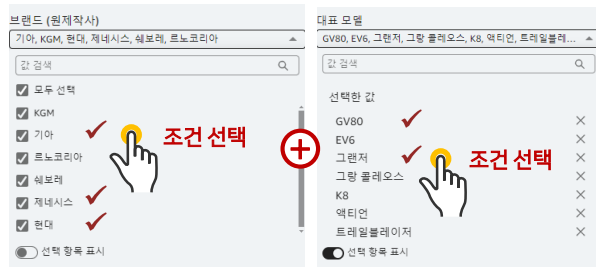 브랜드 (원제작사)
기아, KGM, 현대, 제네시스, 쉐보레, 르노코리아
값 검색
모두 선택
KGM
기아
르노코리아
쉐보레
제네시스
현대
선택 항목 표시
조건 선택
대표 모델
GV80, EV6, 그랜저, 그랑 콜레오스, K8, 액티언, 트레일블레...
값 검색
선택한 값
GV80
EV6
그랜저
그랑 콜레오스
K8
액티언
트레일블레이저
선택 항목 표시
조건 선택